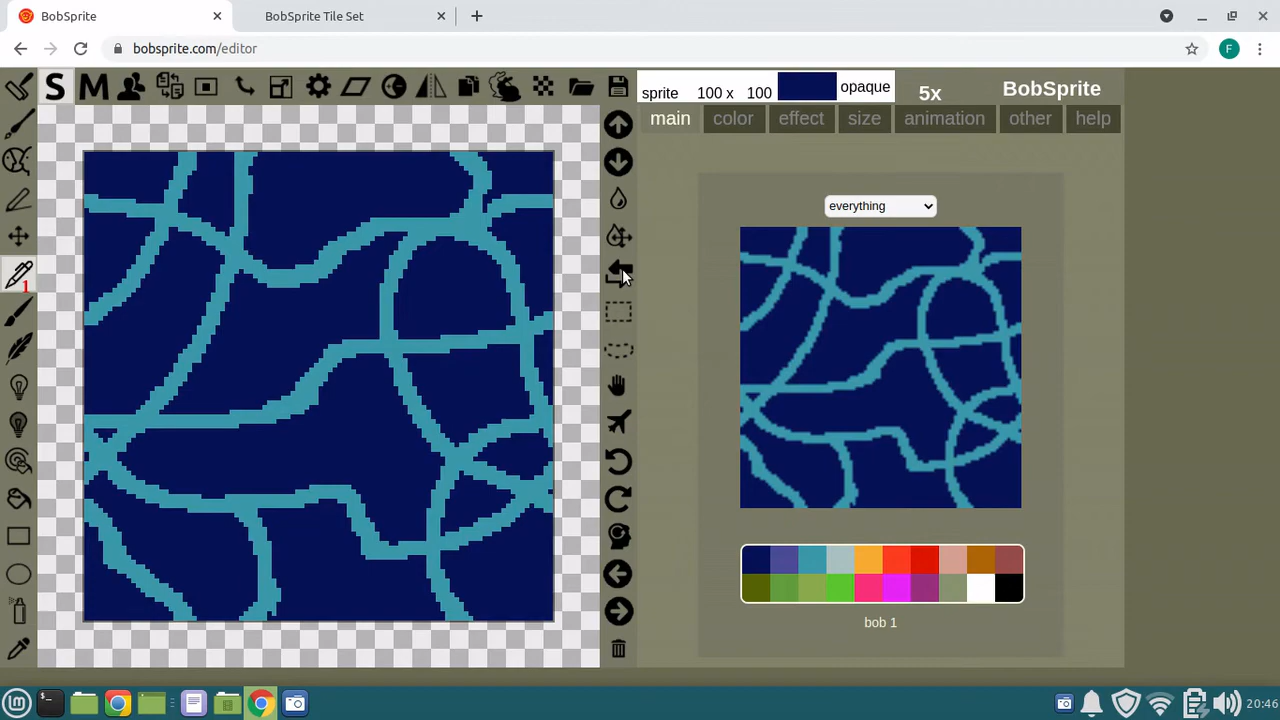 BobSprite
BobSprite Tile Set
bobsprite.com/editor
F
S
M
sprite 100 x 100
opaque
5x
BobSprite
main
color
effect
size
animation
other
help
1
everything
bob 1
20:46